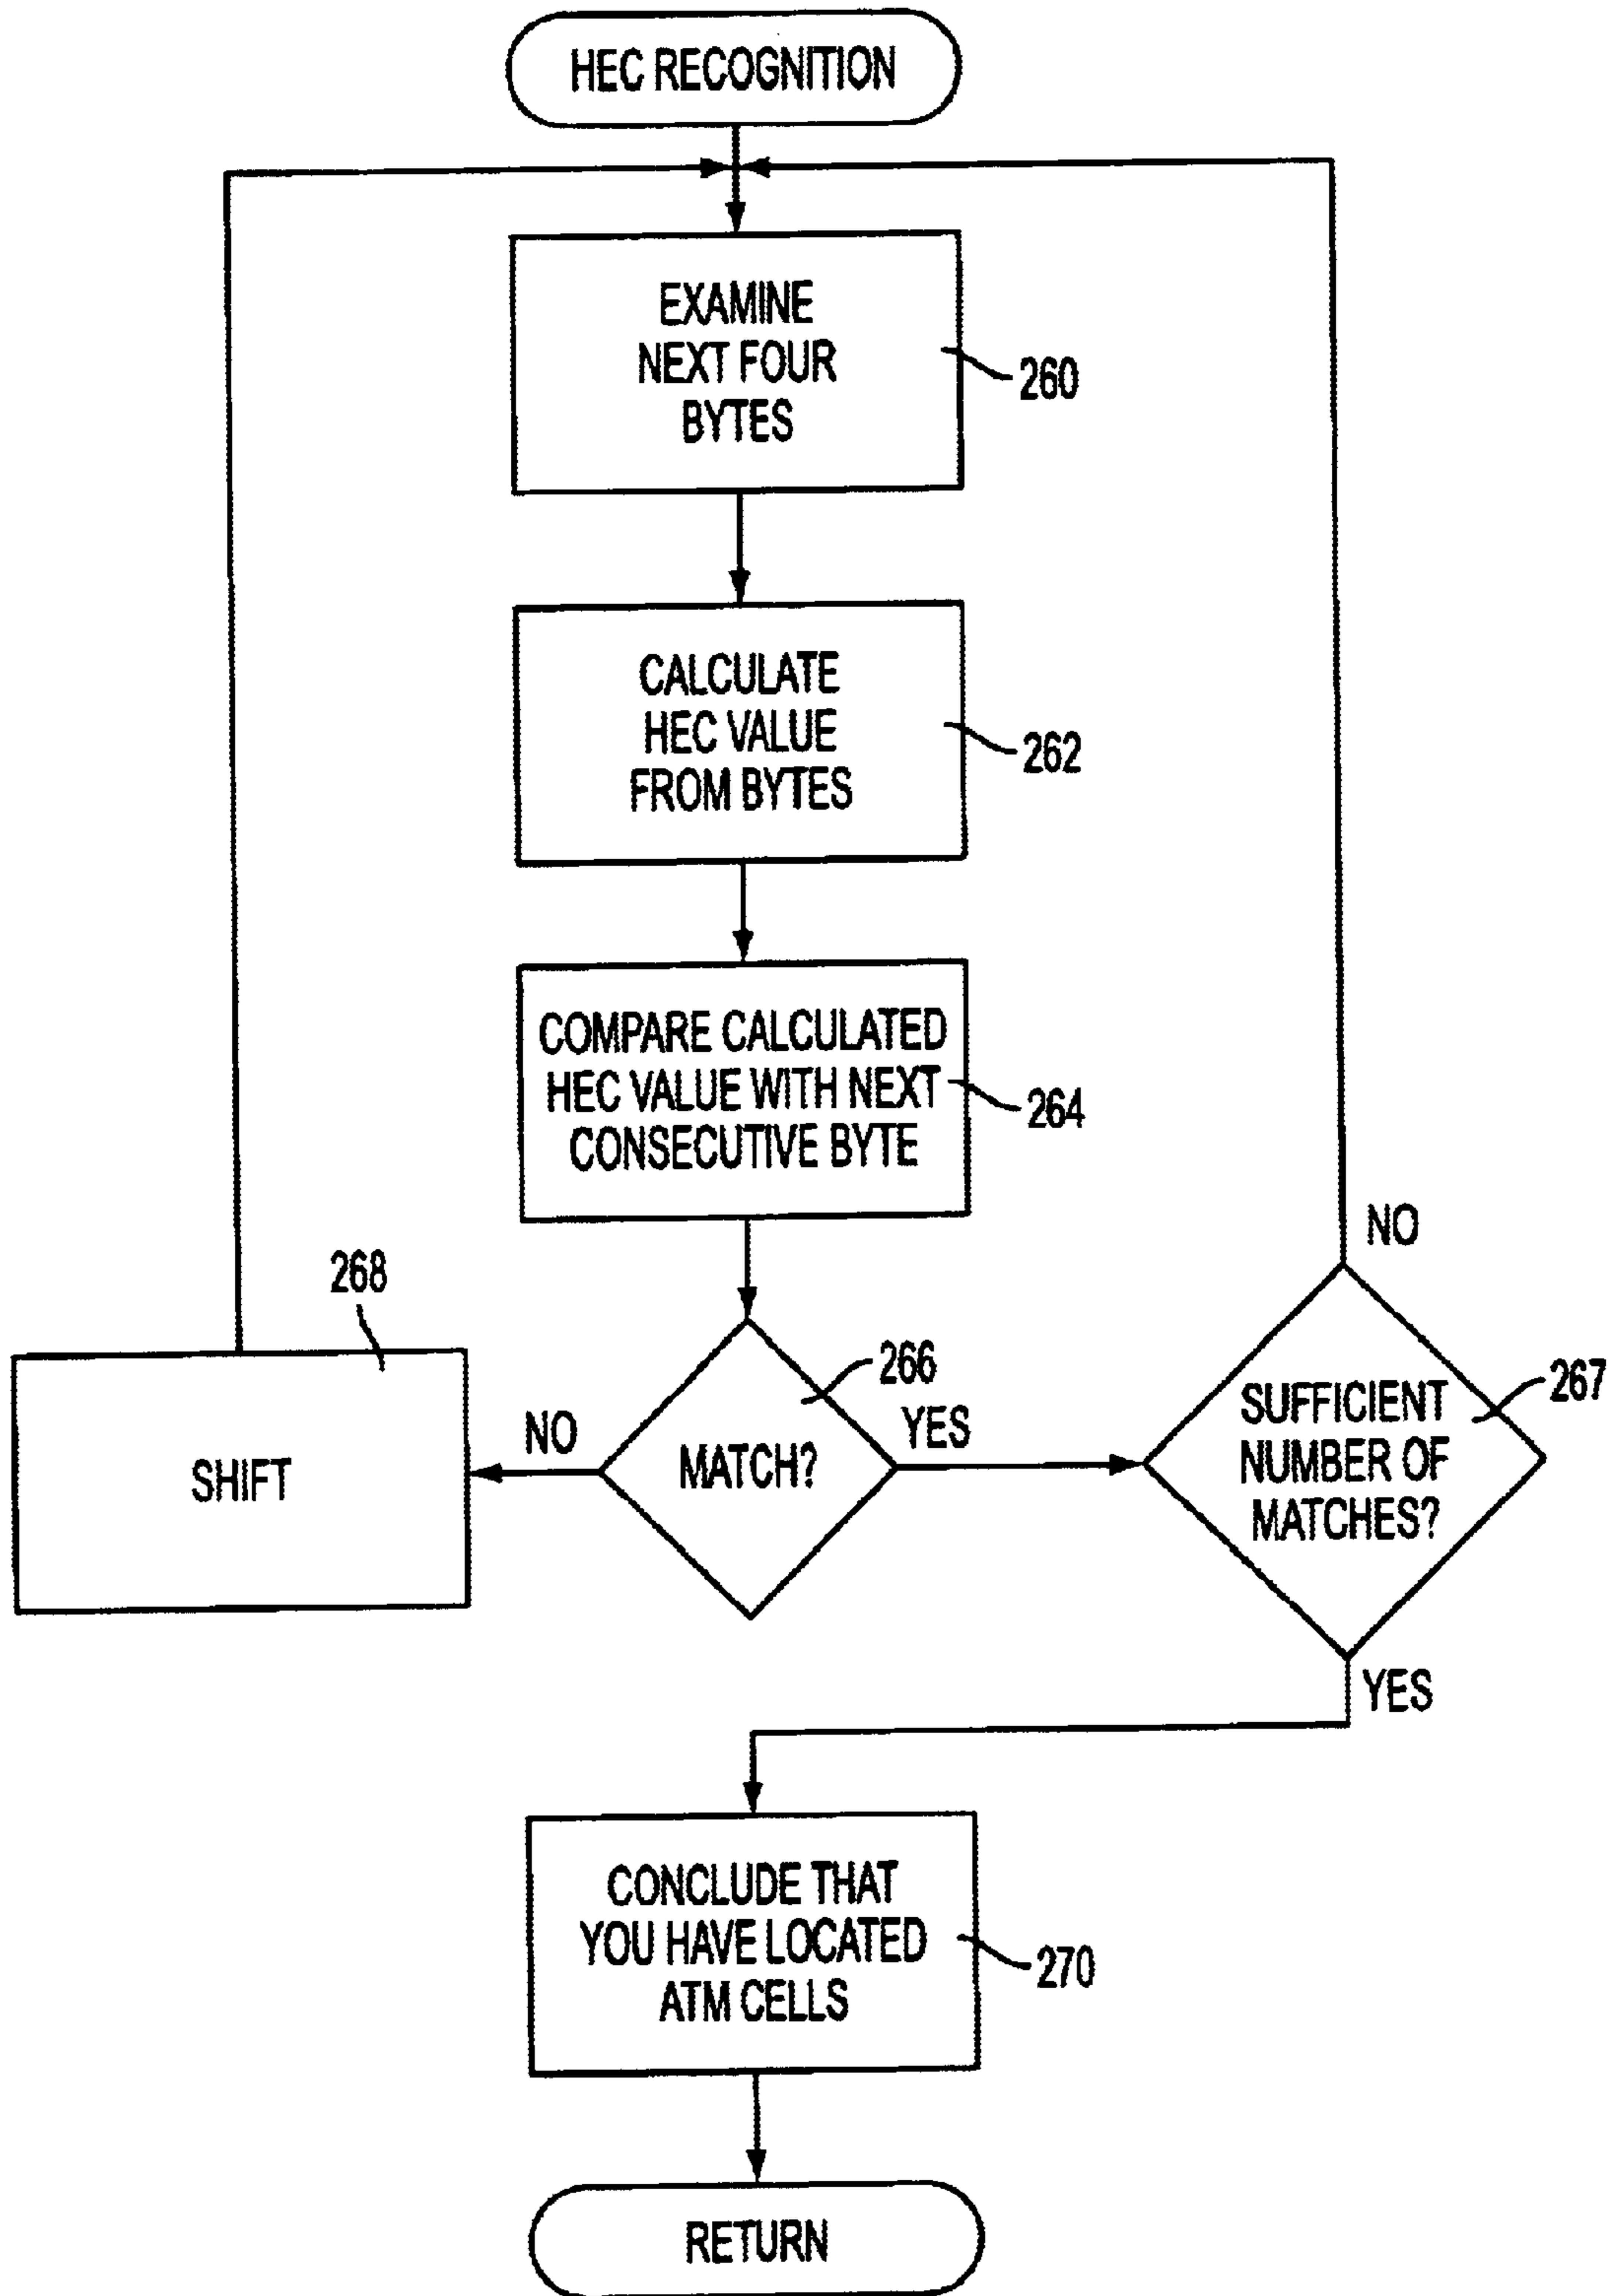 HEC RECOGNITION
EXAMINE
NEXT FOUR
BYTES
260
CALCULATE
HEC VALUE
FROM BYTES
262
COMPARE CALCULATED
HEC VALUE WITH NEXT
CONSECUTIVE BYTE
264
NO
268
SHIFT
NO
MATCH?
266
YES
SUFFICIENT
NUMBER OF
MATCHES?
267
YES
CONCLUDE THAT
YOU HAVE LOCATED
ATM CELLS
270
RETURN